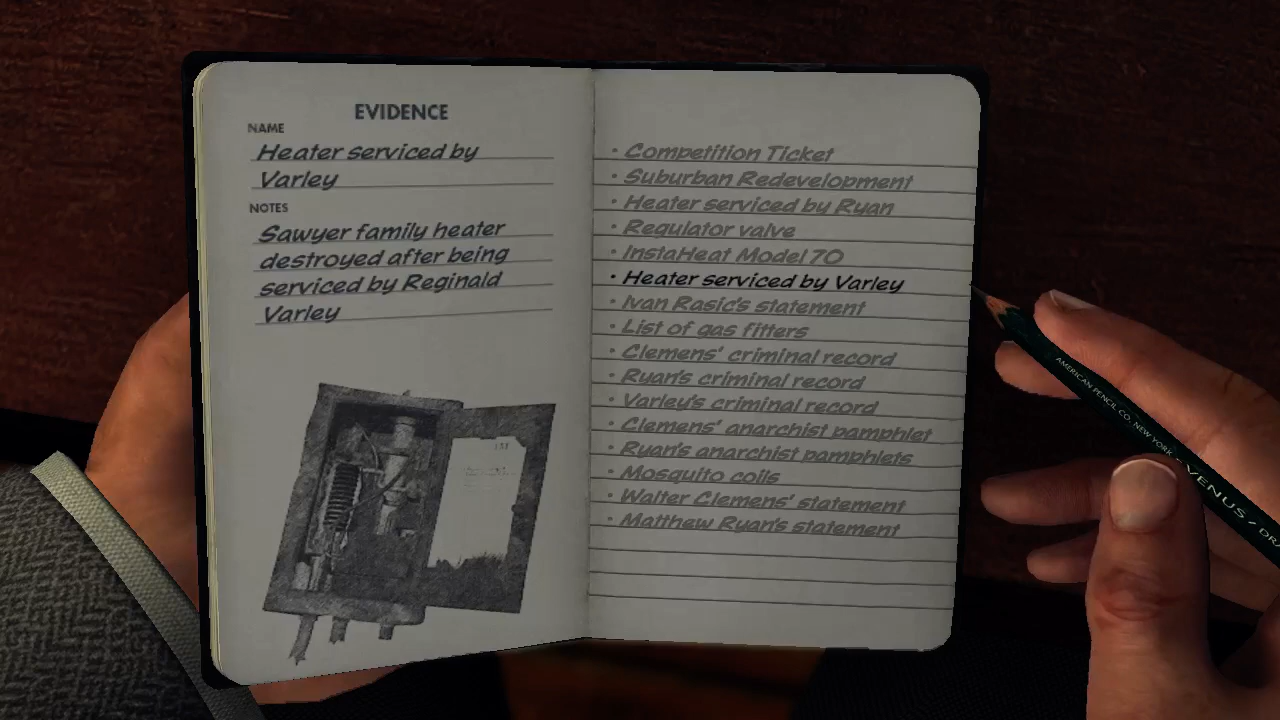 EVIDENCE
NAME
Heater serviced by
Varley
NOTES
Sawyer family heater
destroyed after being
serviced by Reginald
Varley
• Competition Ticket
• Suburban Redevelopment
• Heater serviced by Ryan
• Regulator valve
• InstaHeat Model 70
• Heater serviced by Varley
• Ivan Rasic's statement
• List of gas fitters
• Clemens' criminal record
• Ryan's criminal record
• Varley's criminal record
• Clemens' anarchist pamphlet
• Ryan's anarchist pamphlets
• Mosquito coils
• Walter Clemens' statement
• Matthew Ryan's statement
AMERICAN PENCIL CO. NEW YORK - VENUS / DRA